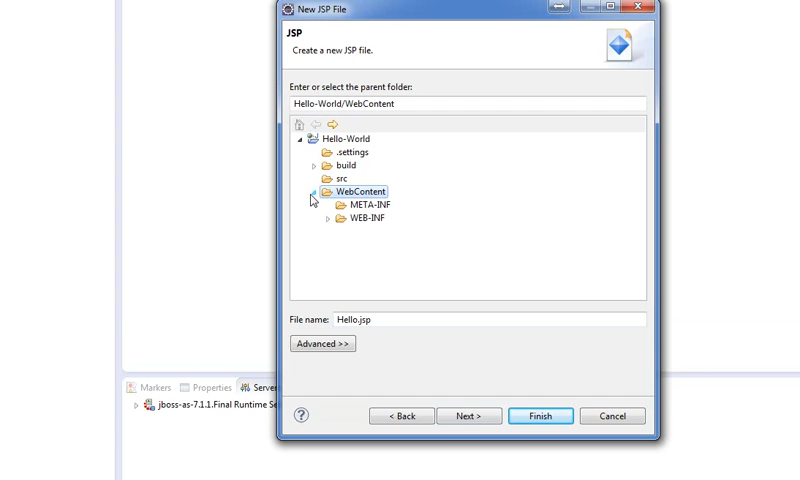 New JSP File
JSP
Create a new JSP file.
Enter or select the parent folder:
Hello-World/WebContent
Hello-World
.settings
build
src
WebContent
META-INF
WEB-INF
File name: Hello.jsp
Advanced >>
Markers Properties Server
jboss-as-7.1.1.Final Runtime Se
? < Back Next > Finish Cancel